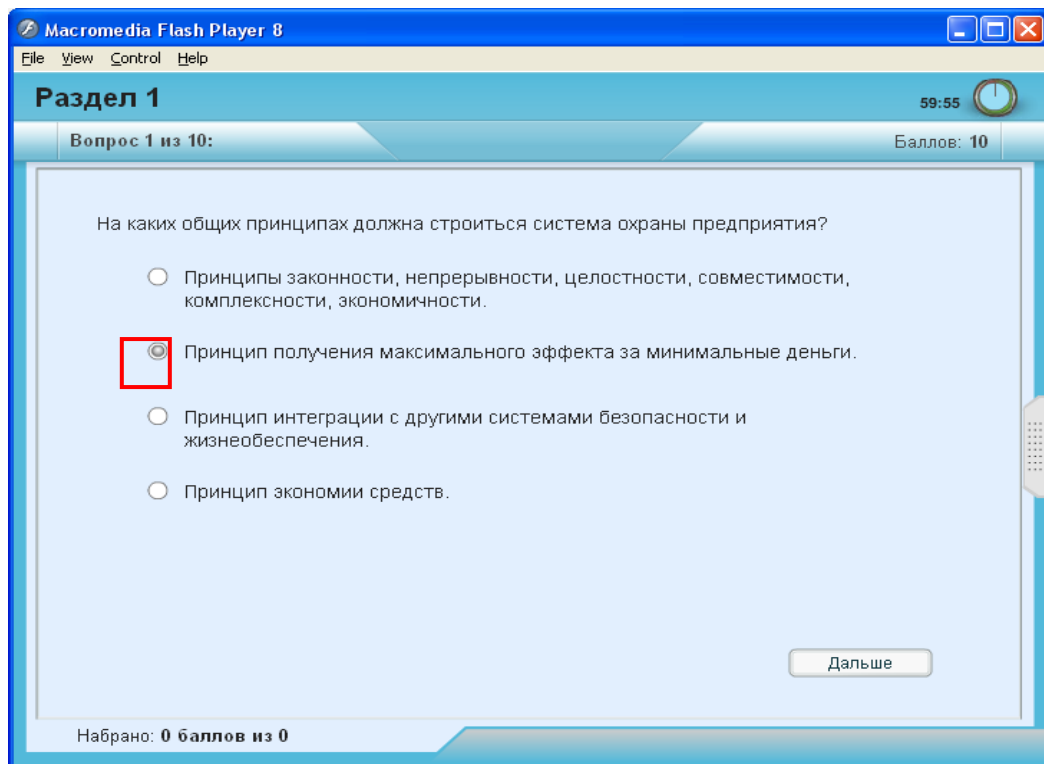 Macromedia Flash Player 8
File View Control Help
Раздел 1
59:55
Вопрос 1 из 10:
Баллов: 10
На каких общих принципах должна строиться система охраны предприятия?
Принципы законности, непрерывности, целостности, совместимости,
комплексности, экономичности.
Принцип получения максимального эффекта за минимальные деньги.
Принцип интеграции с другими системами безопасности и
жизнеобеспечения.
Принцип экономии средств.
Дальше
Набрано: 0 баллов из 0